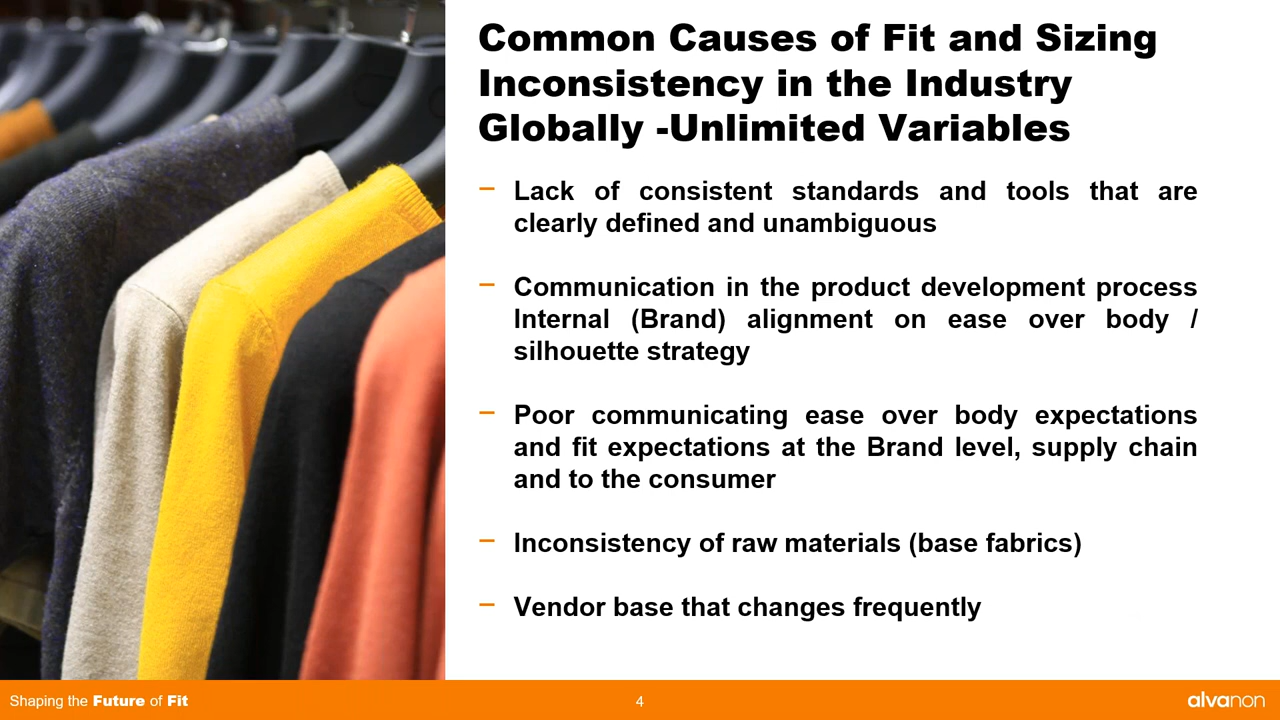 Common Causes of Fit and Sizing
Inconsistency in the Industry
Globally -Unlimited Variables
– Lack of consistent standards and tools that are
clearly defined and unambiguous
– Communication in the product development process
Internal (Brand) alignment on ease over body /
silhouette strategy
– Poor communicating ease over body expectations
and fit expectations at the Brand level, supply chain
and to the consumer
– Inconsistency of raw materials (base fabrics)
– Vendor base that changes frequently
Shaping the Future of Fit
4
alvanon